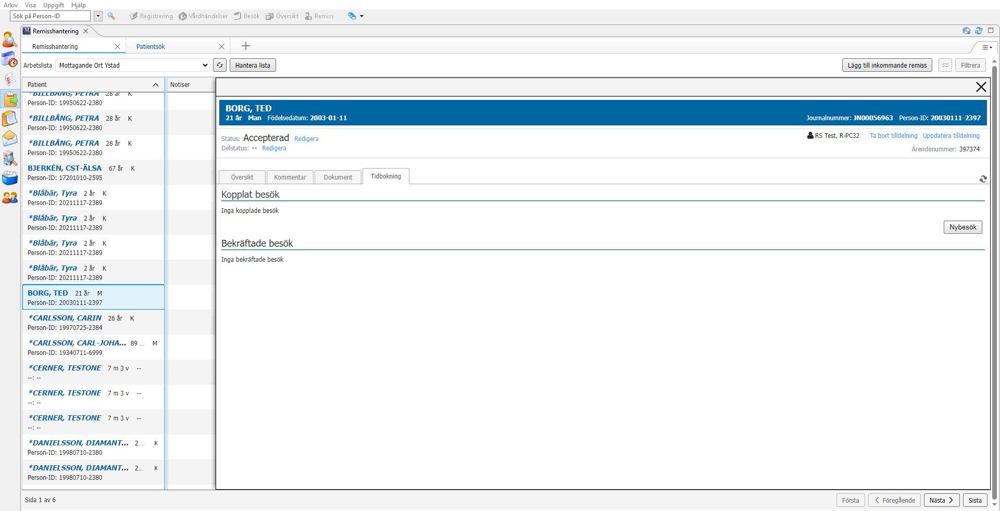 Arkiv Visa Uppgift Hjälp
Sök på Person-ID Registrering Vårdhändelser Besök Översikt Remiss
Remisshantering
Remisshantering Patientsök
Arbetslista Mottagande Ort Ystad Hantera lista Lägg till inkommande remiss Filtrera
Patient Notiser
*BILLBÅNG, PETRA 28 år K
Person-ID: 19950622-2380
*BILLBÅNG, PETRA 28 år K
Person-ID: 19950622-2380
*BILLBÅNG, PETRA 28 år K
Person-ID: 19950622-2380
BJERKÉN, CST-ÄLSA 67 år K
Person-ID: 17201010-2595
*Blåbär, Tyra 2 år K
Person-ID: 20211117-2389
*Blåbär, Tyra 2 år K
Person-ID: 20211117-2389
*Blåbär, Tyra 2 år K
Person-ID: 20211117-2389
*Blåbär, Tyra 2 år K
Person-ID: 20211117-2389
BORG, TED 21 år M
Person-ID: 20030111-2397
*CARLSSON, CARIN 26 år K
Person-ID: 19970725-2384
*CARLSSON, CARL-JOHA... 89 ... M
Person-ID: 19340711-6999
*CERNER, TESTONE 7 m 3 v --
--: --
*CERNER, TESTONE 7 m 3 v --
--: --
*CERNER, TESTONE 7 m 3 v --
--: --
*DANIELSSON, DIAMANT... 2... K
Person-ID: 19980710-2380
*DANIELSSON, DIAMANT... 2... K
Person-ID: 19980710-2380
BORG, TED
21 år Man Födelsedatum: 2003-01-11 Journalnummer: JN00056963 Person-ID: 20030111-2397
Status: Accepterad Redigera RS Test, R-PC32 Ta bort tilldelning Uppdatera tilldelning
Delstatus: -- Redigera Ärendenummer: 397374
Översikt Kommentar Dokument Tidbokning
Kopplat besök
Inga kopplade besök
Nybesök
Bekräftade besök
Inga bekräftade besök
Sida 1 av 6 Första Föregående Nästa Sista